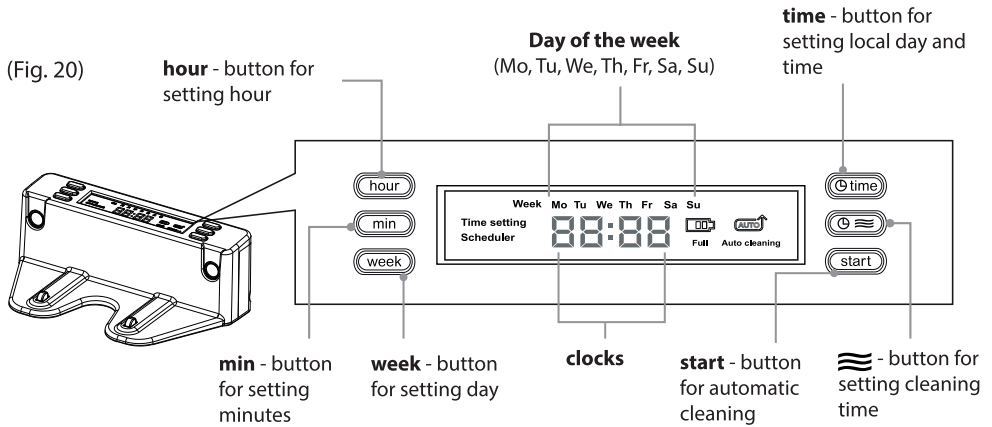 (Fig. 20)
hour - button for
setting hour
Day of the week
(Mo, Tu, We, Th, Fr, Sa, Su)
time - button for
setting local day and
time
hour
min
week
Week Mo Tu We Th Fr Sa Su
Time setting
Scheduler
88:88
Full
AUTO
Auto cleaning
time
start
min - button
for setting
minutes
week - button
for setting day
clocks
start - button
for automatic
cleaning
- button for
setting cleaning
time